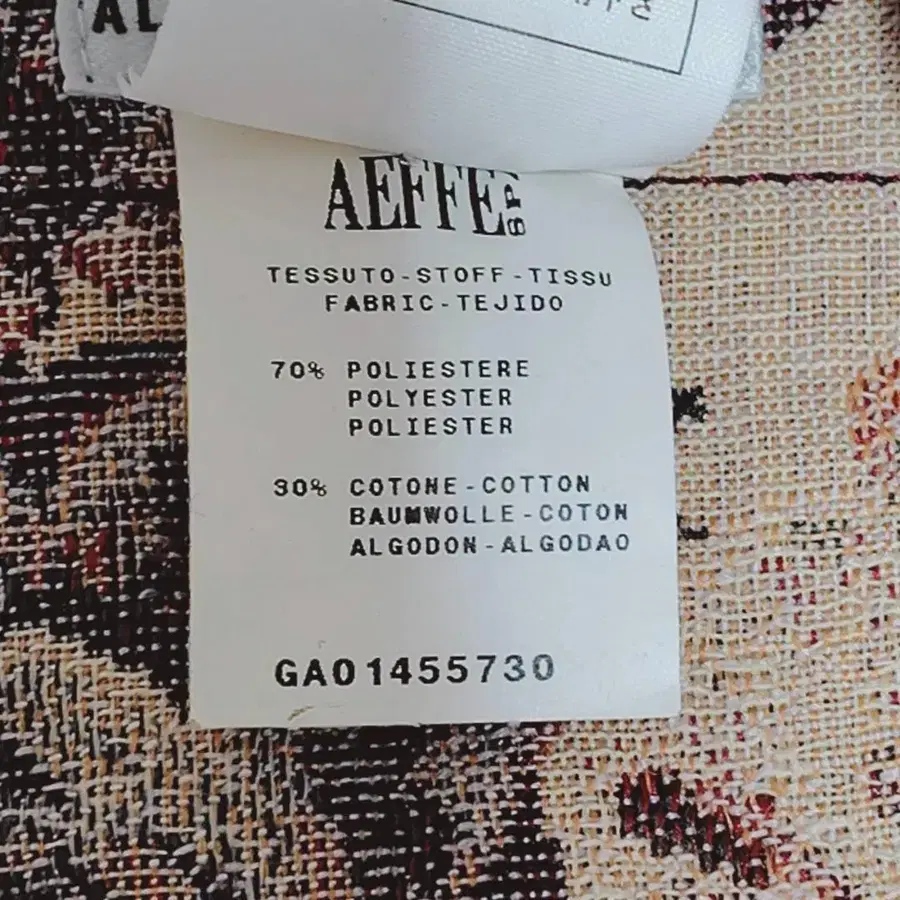 AL
AEFFE SPA
TESSUTO-STOFF-TISSU
FABRIC-TEJIDO
70% POLIESTERE
POLYESTER
POLIESTER
30% COTONE-COTTON
BAUMWOLLE-COTON
ALGODON-ALGODAO
GA01455730